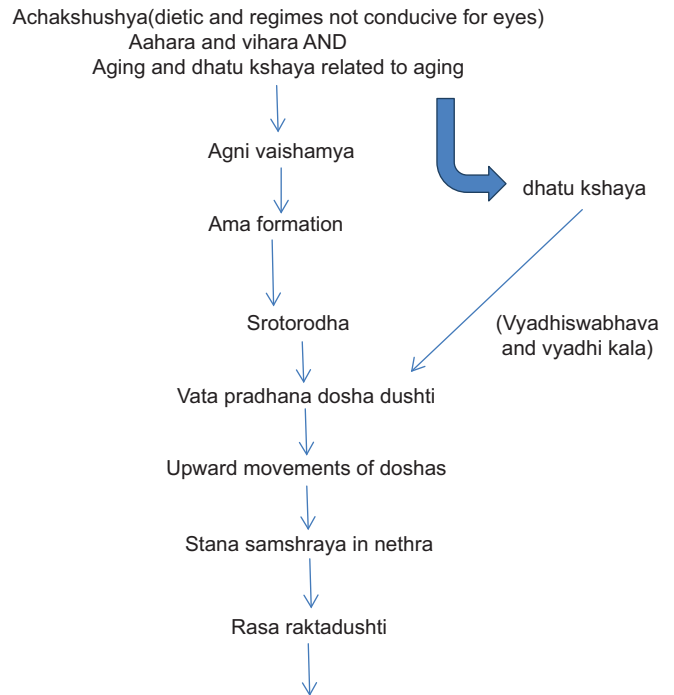 Achakshushya(dietic and regimes not conducive for eyes)
Aahara and vihara AND
Aging and dhatu kshaya related to aging
Agni vaishamya
dhatu kshaya
Ama formation
Srotorodha
(Vyadhiswabhava
and vyadhi kala)
Vata pradhana dosha dushti
Upward movements of doshas
Stana samshraya in nethra
Rasa raktadushti